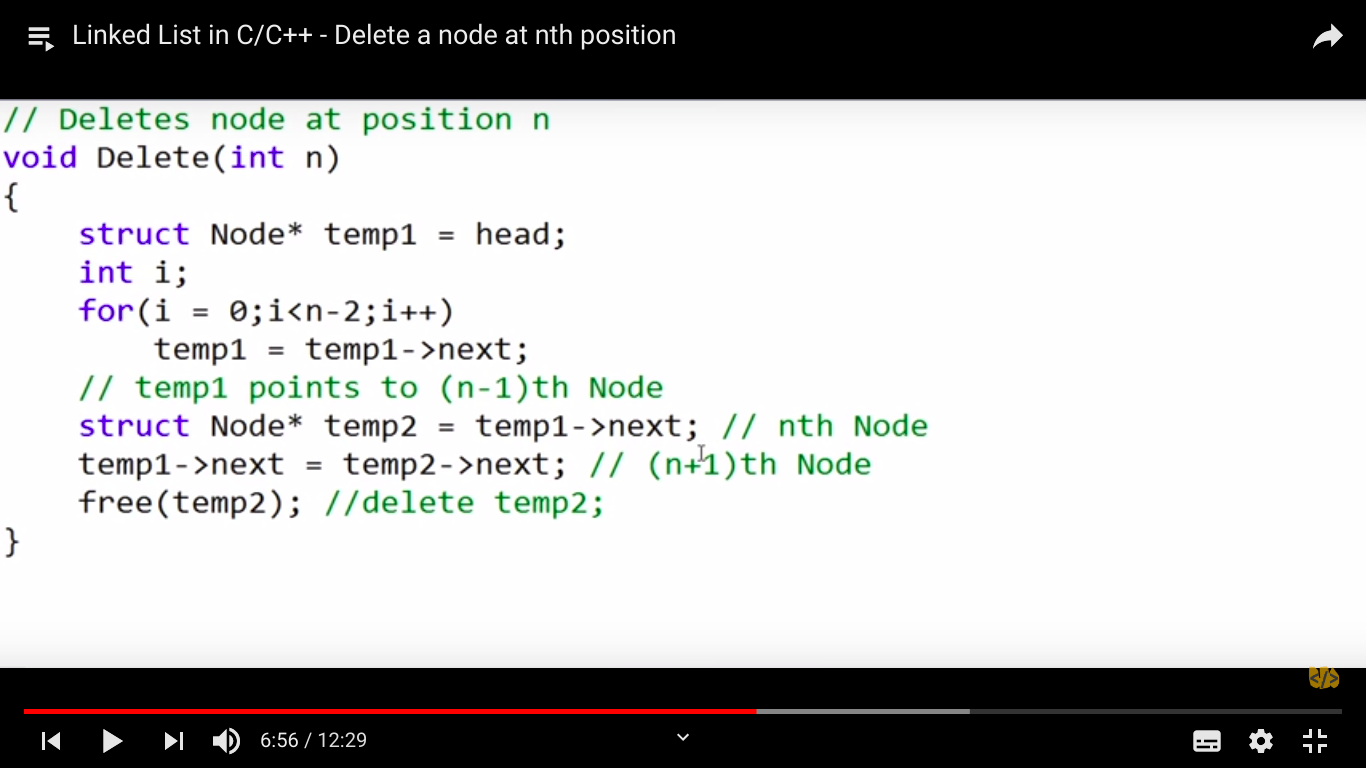 Linked List in C/C++ - Delete a node at nth position
// Deletes node at position n
void Delete(int n)
{
    struct Node* temp1 = head;
    int i;
    for(i = 0;i<n-2;i++)
        temp1 = temp1->next;
    // temp1 points to (n-1)th Node
    struct Node* temp2 = temp1->next; // nth Node
    temp1->next = temp2->next; // (n+1)th Node
    free(temp2); //delete temp2;
}
</>
6:56 / 12:29